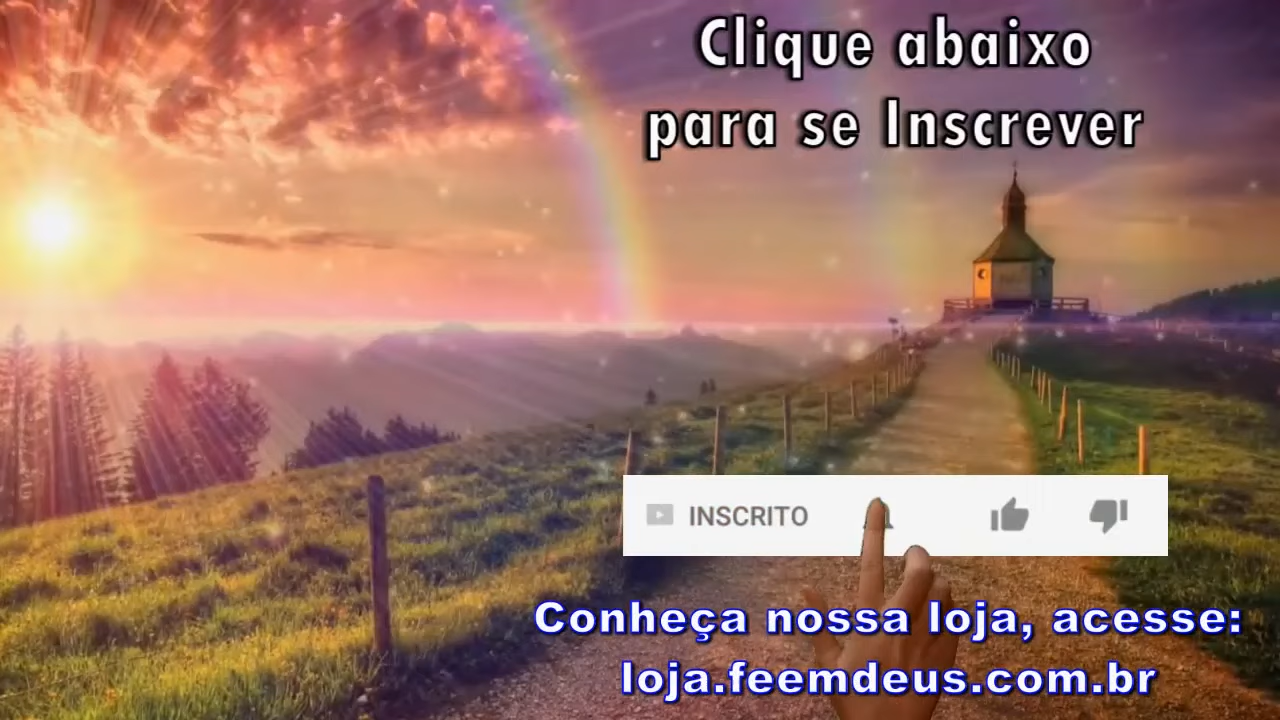 Clique abaixo
para se Inscrever
INSCRITO
Conheça nossa loja, acesse:
loja.feemdeus.com.br